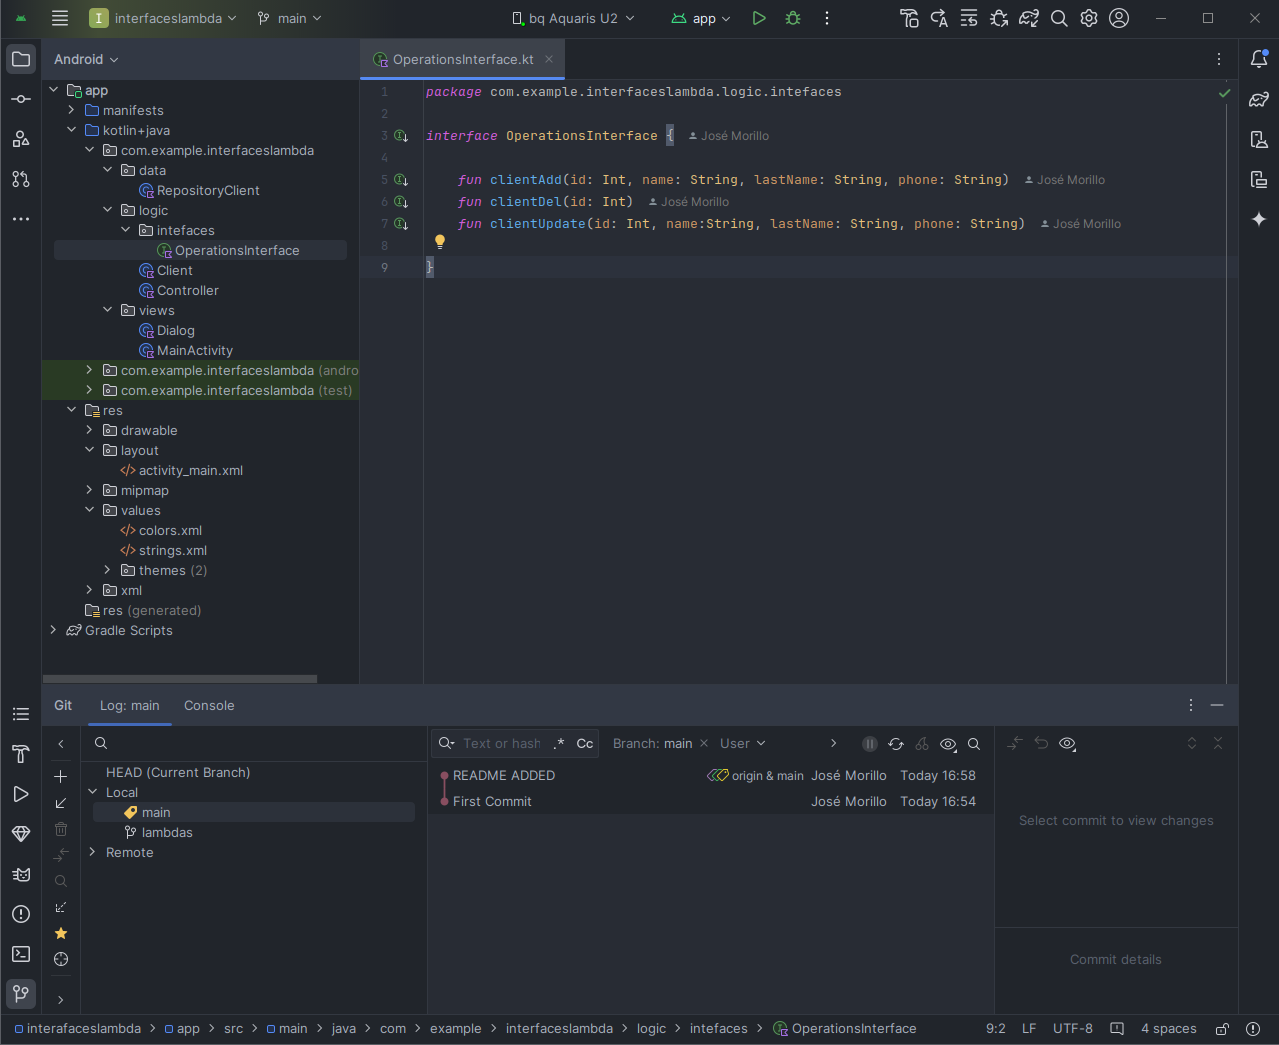 interfaceslambda main bq Aquaris U2 app
Android
OperationsInterface.kt
app
manifests
kotlin+java
com.example.interfaceslambda
data
RepositoryClient
logic
intefaces
OperationsInterface
Client
Controller
views
Dialog
MainActivity
com.example.interfaceslambda (andro
com.example.interfaceslambda (test)
res
drawable
layout
activity_main.xml
mipmap
values
colors.xml
strings.xml
themes (2)
xml
res (generated)
Gradle Scripts
1 package com.example.interfaceslambda.logic.intefaces
2
3 interface OperationsInterface { José Morillo
4
5 fun clientAdd(id: Int, name: String, lastName: String, phone: String) José Morillo
6 fun clientDel(id: Int) José Morillo
7 fun clientUpdate(id: Int, name:String, lastName: String, phone: String) José Morillo
8
9 }
Git Log: main Console
HEAD (Current Branch)
Local
main
lambdas
Remote
Text or hash .* Cc Branch: main User
README ADDED origin & main José Morillo Today 16:58
First Commit José Morillo Today 16:54
Select commit to view changes
Commit details
interafaceslambda app src main java com example interfaceslambda logic intefaces OperationsInterface 9:2 LF UTF-8 4 spaces